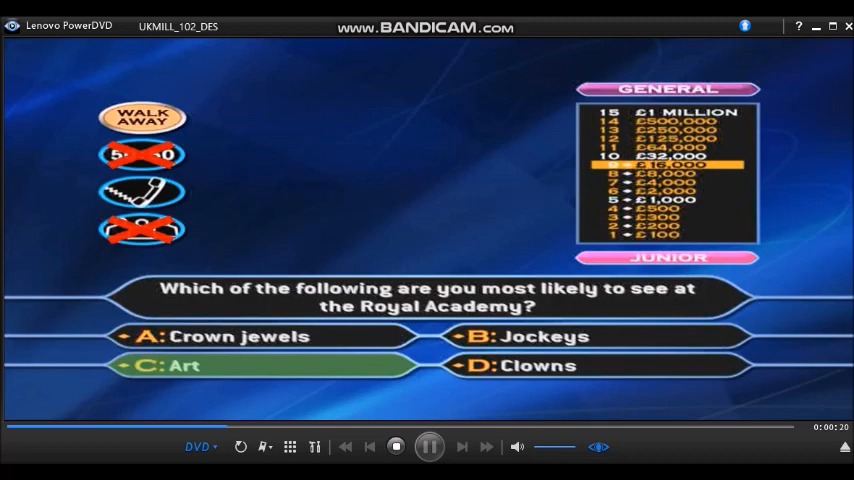 Lenovo PowerDVD
UKMILL_102_DES
www.BANDICAM.com
?
WALK
AWAY
GENERAL
15 £1 MILLION
14 £500,000
13 £250,000
12 £125,000
11 £64,000
10 £32,000
9 £16,000
8 £8,000
7 £4,000
6 £2,000
5 £1,000
4 £500
3 £300
2 £200
1 £100
JUNIOR
Which of the following are you most likely to see at
the Royal Academy?
A: Crown jewels
B: Jockeys
C: Art
D: Clowns
0:00:20
DVD